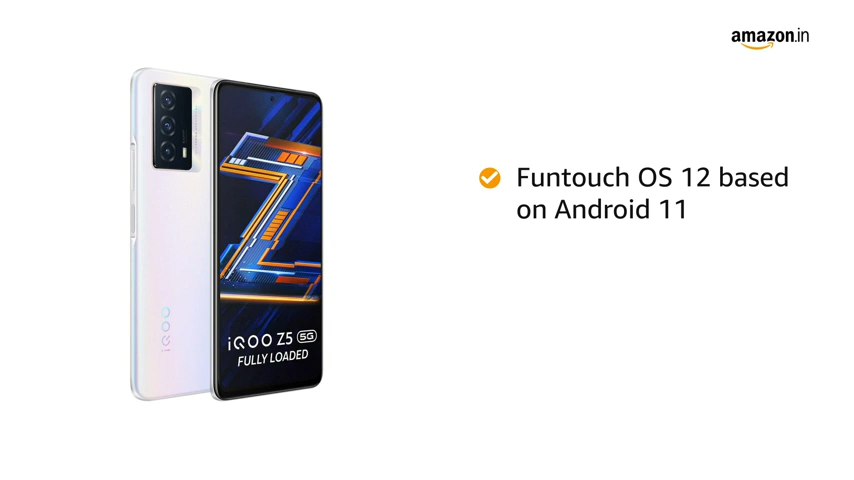 amazon.in
Funtouch OS 12 based
on Android 11
iQOO
iQOO Z5 5G
FULLY LOADED